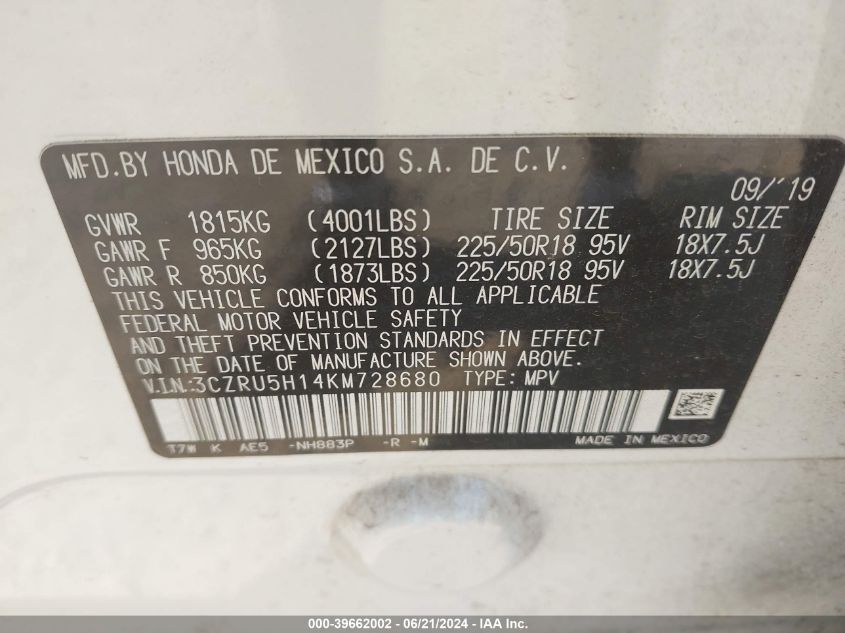 MFD.BY HONDA DE MEXICO S.A. DE C.V.
09/'19
GVWR 1815KG (4001LBS) TIRE SIZE RIM SIZE
GAWR F 965KG (2127LBS) 225/50R18 95V 18X7.5J
GAWR R 850KG (1873LBS) 225/50R18 95V 18X7.5J
THIS VEHICLE CONFORMS TO ALL APPLICABLE
FEDERAL MOTOR VEHICLE SAFETY
AND THEFT PREVENTION STANDARDS IN EFFECT
ON THE DATE OF MANUFACTURE SHOWN ABOVE.
V.I.N.:3CZRU5H14KM728680 TYPE: MPV
T7W K AE5 -NH883P -R -M MADE IN MEXICO
000-39662002 - 06/21/2024 - IAA Inc.